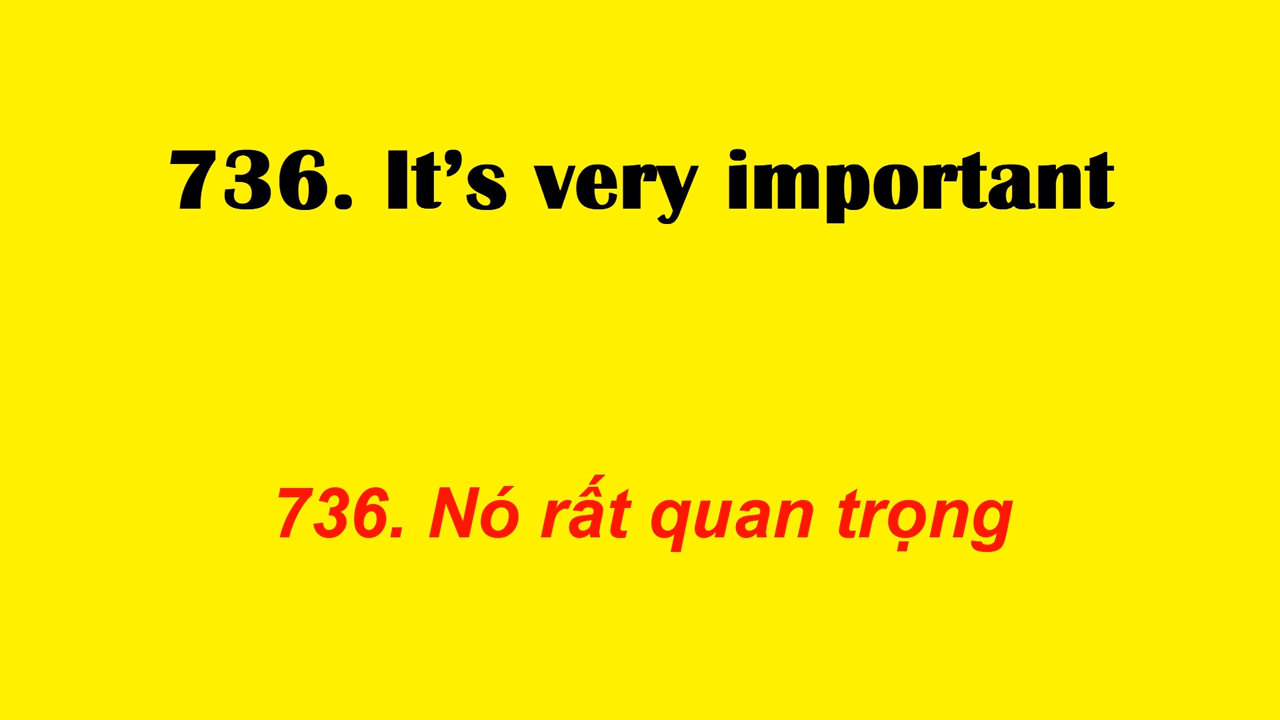 736. It’s very important
736. Nó rất quan trọng